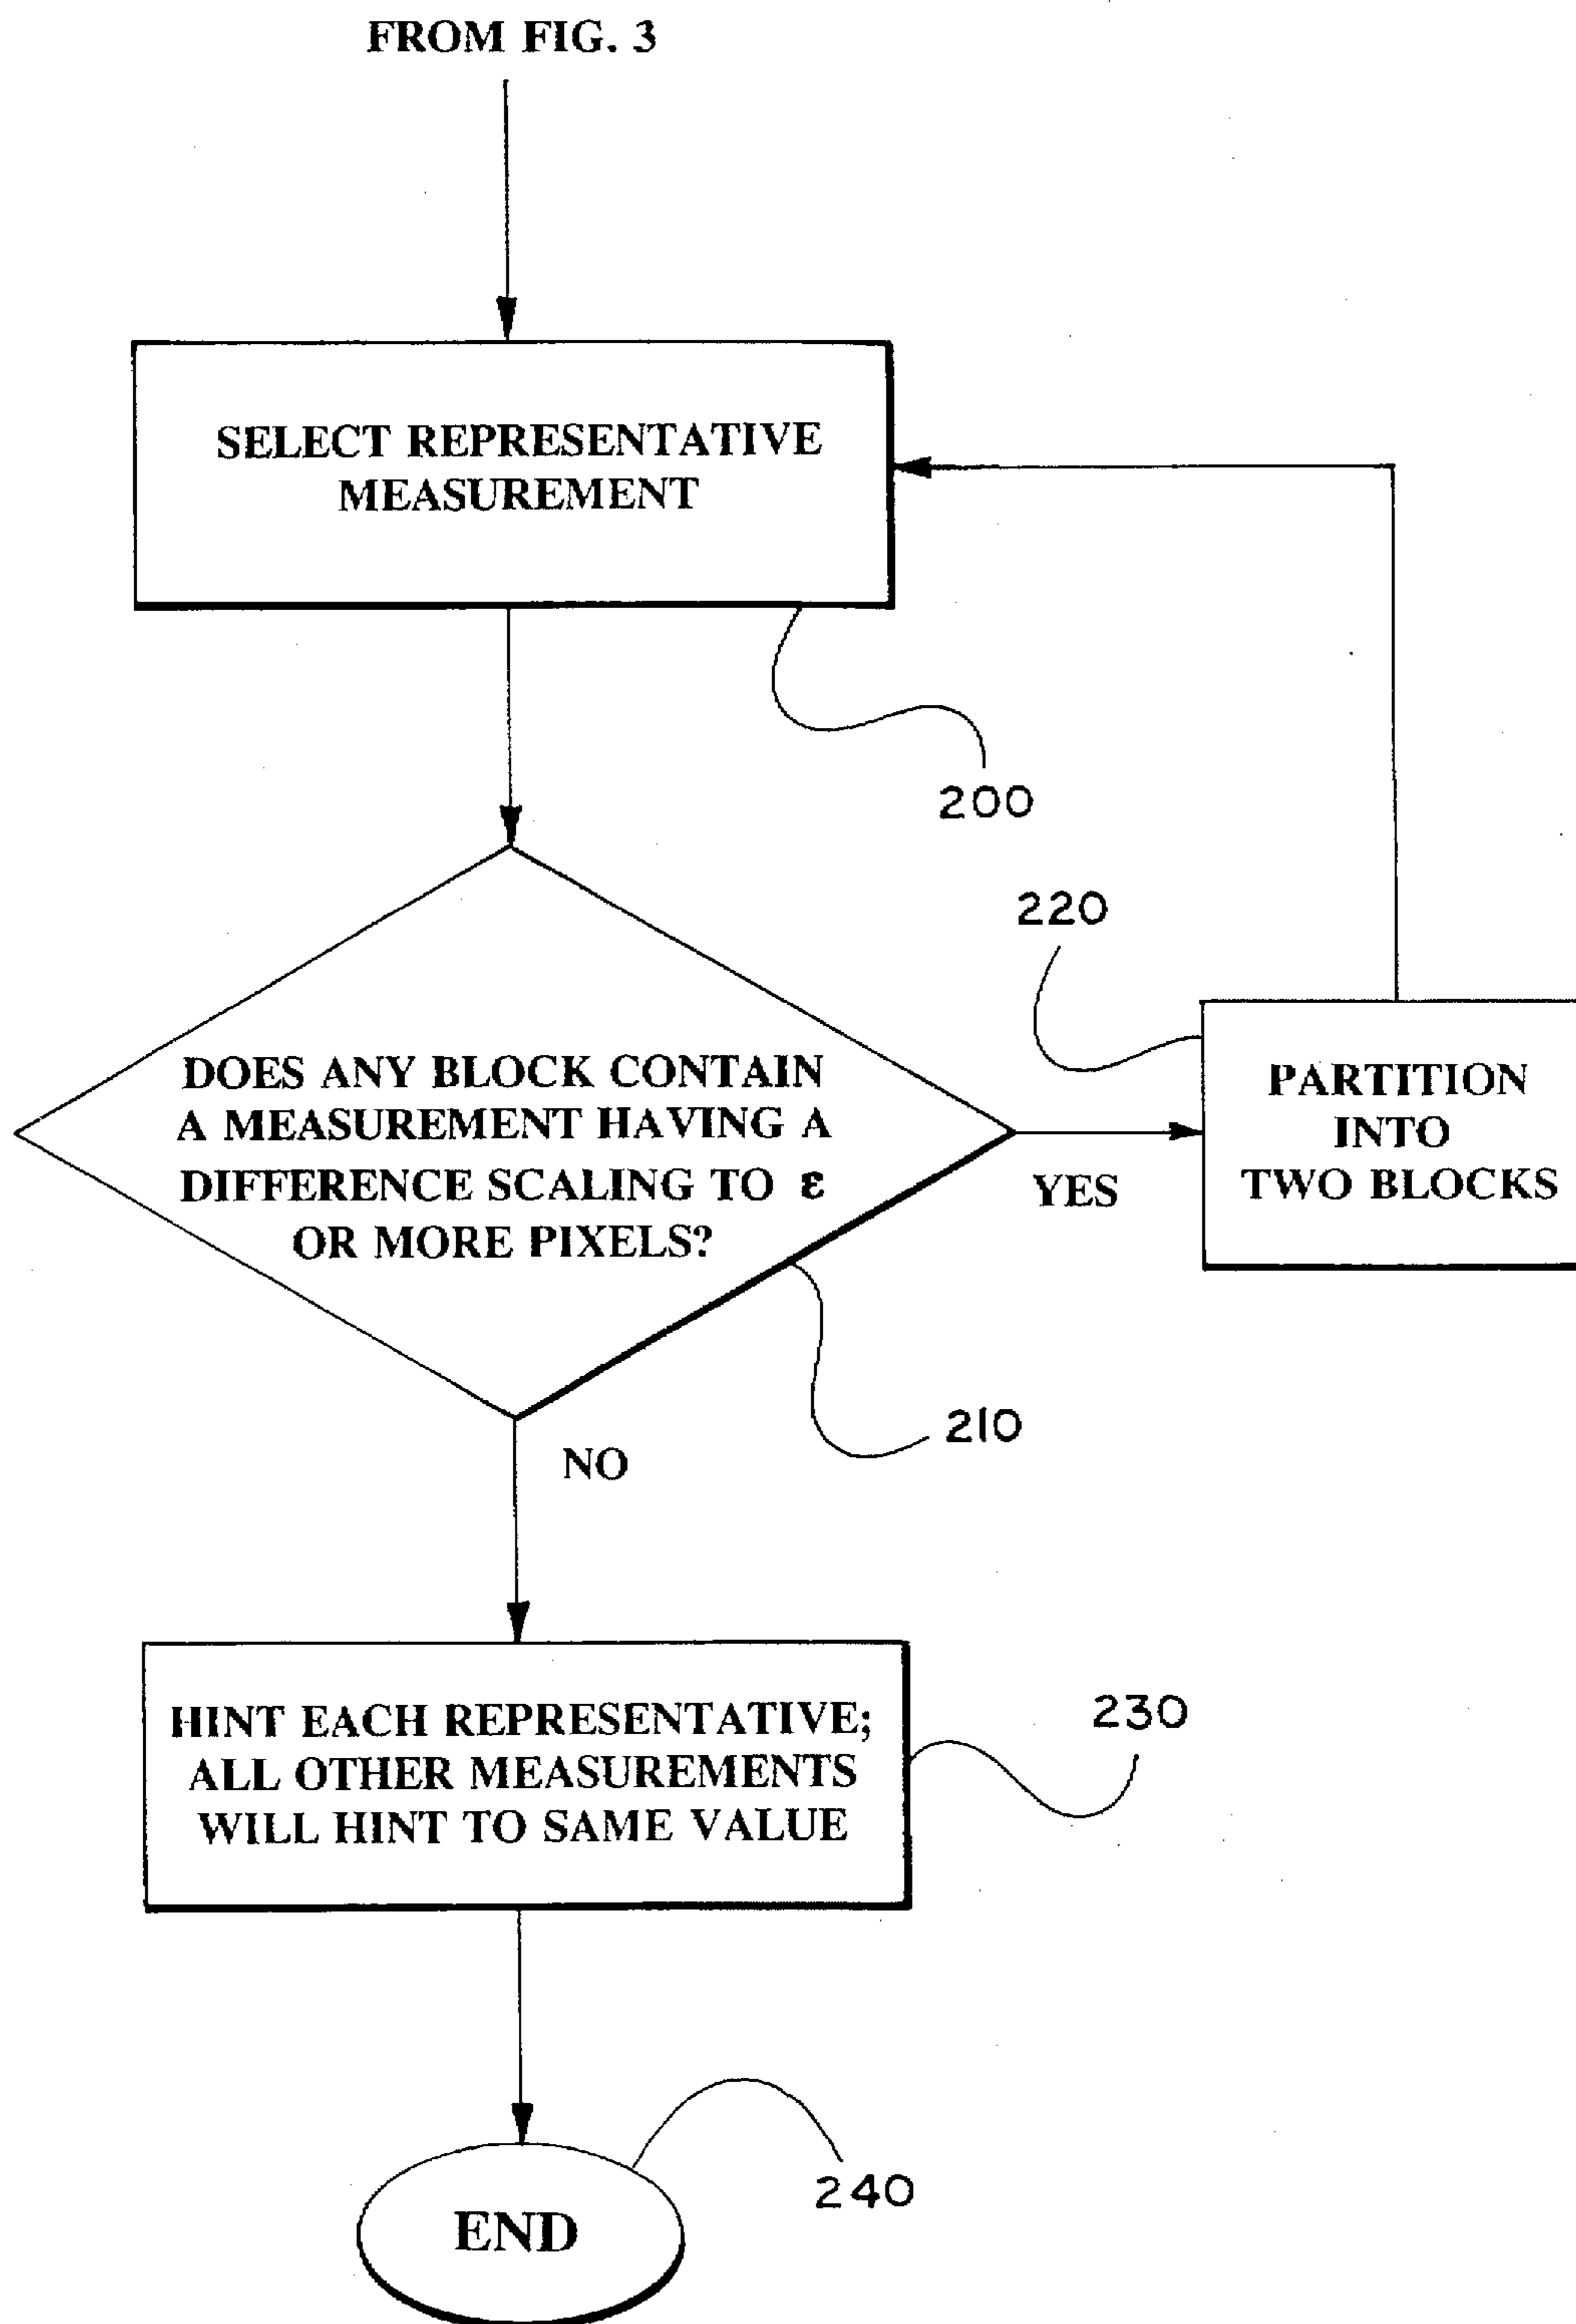 FROM FIG. 3
SELECT REPRESENTATIVE
MEASUREMENT
200
220
DOES ANY BLOCK CONTAIN
A MEASUREMENT HAVING A
DIFFERENCE SCALING TO ε
OR MORE PIXELS?
YES
PARTITION
INTO
TWO BLOCKS
210
NO
HINT EACH REPRESENTATIVE;
ALL OTHER MEASUREMENTS
WILL HINT TO SAME VALUE
230
END
240